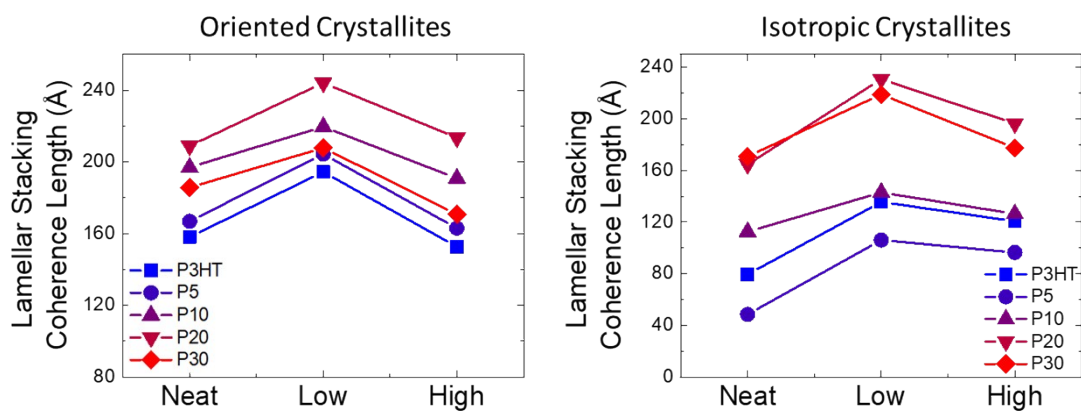 Oriented Crystallites
Lamellar Stacking
Coherence Length (Å)
240
200
160
120
80
P3HT
P5
P10
P20
P30
Neat
Low
High
Isotropic Crystallites
Lamellar Stacking
Coherence Length (Å)
240
200
160
120
80
40
0
P3HT
P5
P10
P20
P30
Neat
Low
High